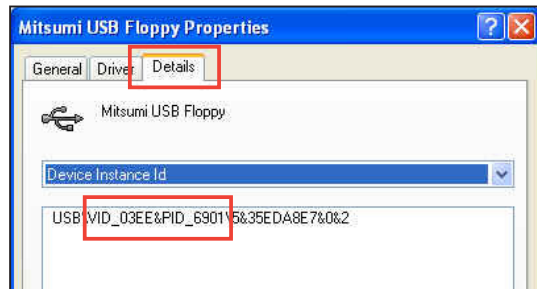 Mitsumi USB Floppy Properties
General Driver Details
Mitsumi USB Floppy
Device Instance Id
USB\VID_03EE&PID_6901\5&35EDA8E7&0&2